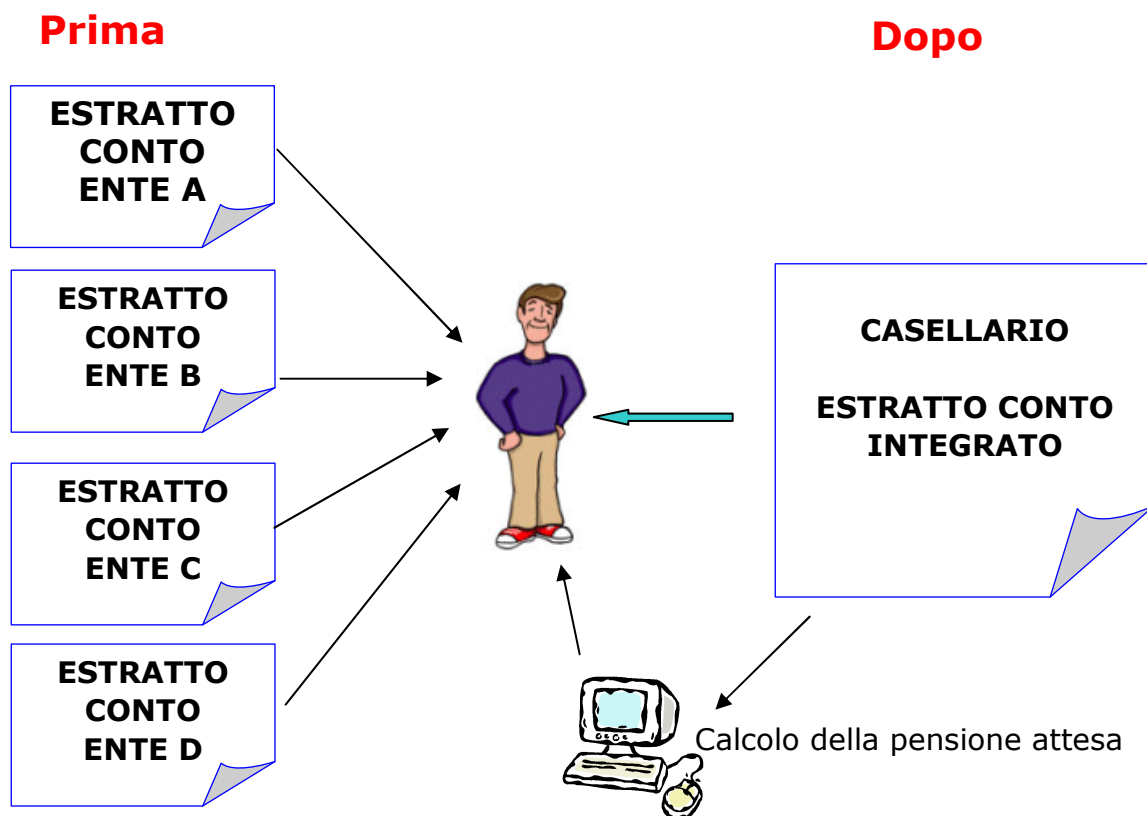 Prima
Dopo
ESTRATTO
CONTO
ENTE A
ESTRATTO
CONTO
ENTE B
ESTRATTO
CONTO
ENTE C
ESTRATTO
CONTO
ENTE D
CASELLARIO
ESTRATTO CONTO
INTEGRATO
Calcolo della pensione attesa